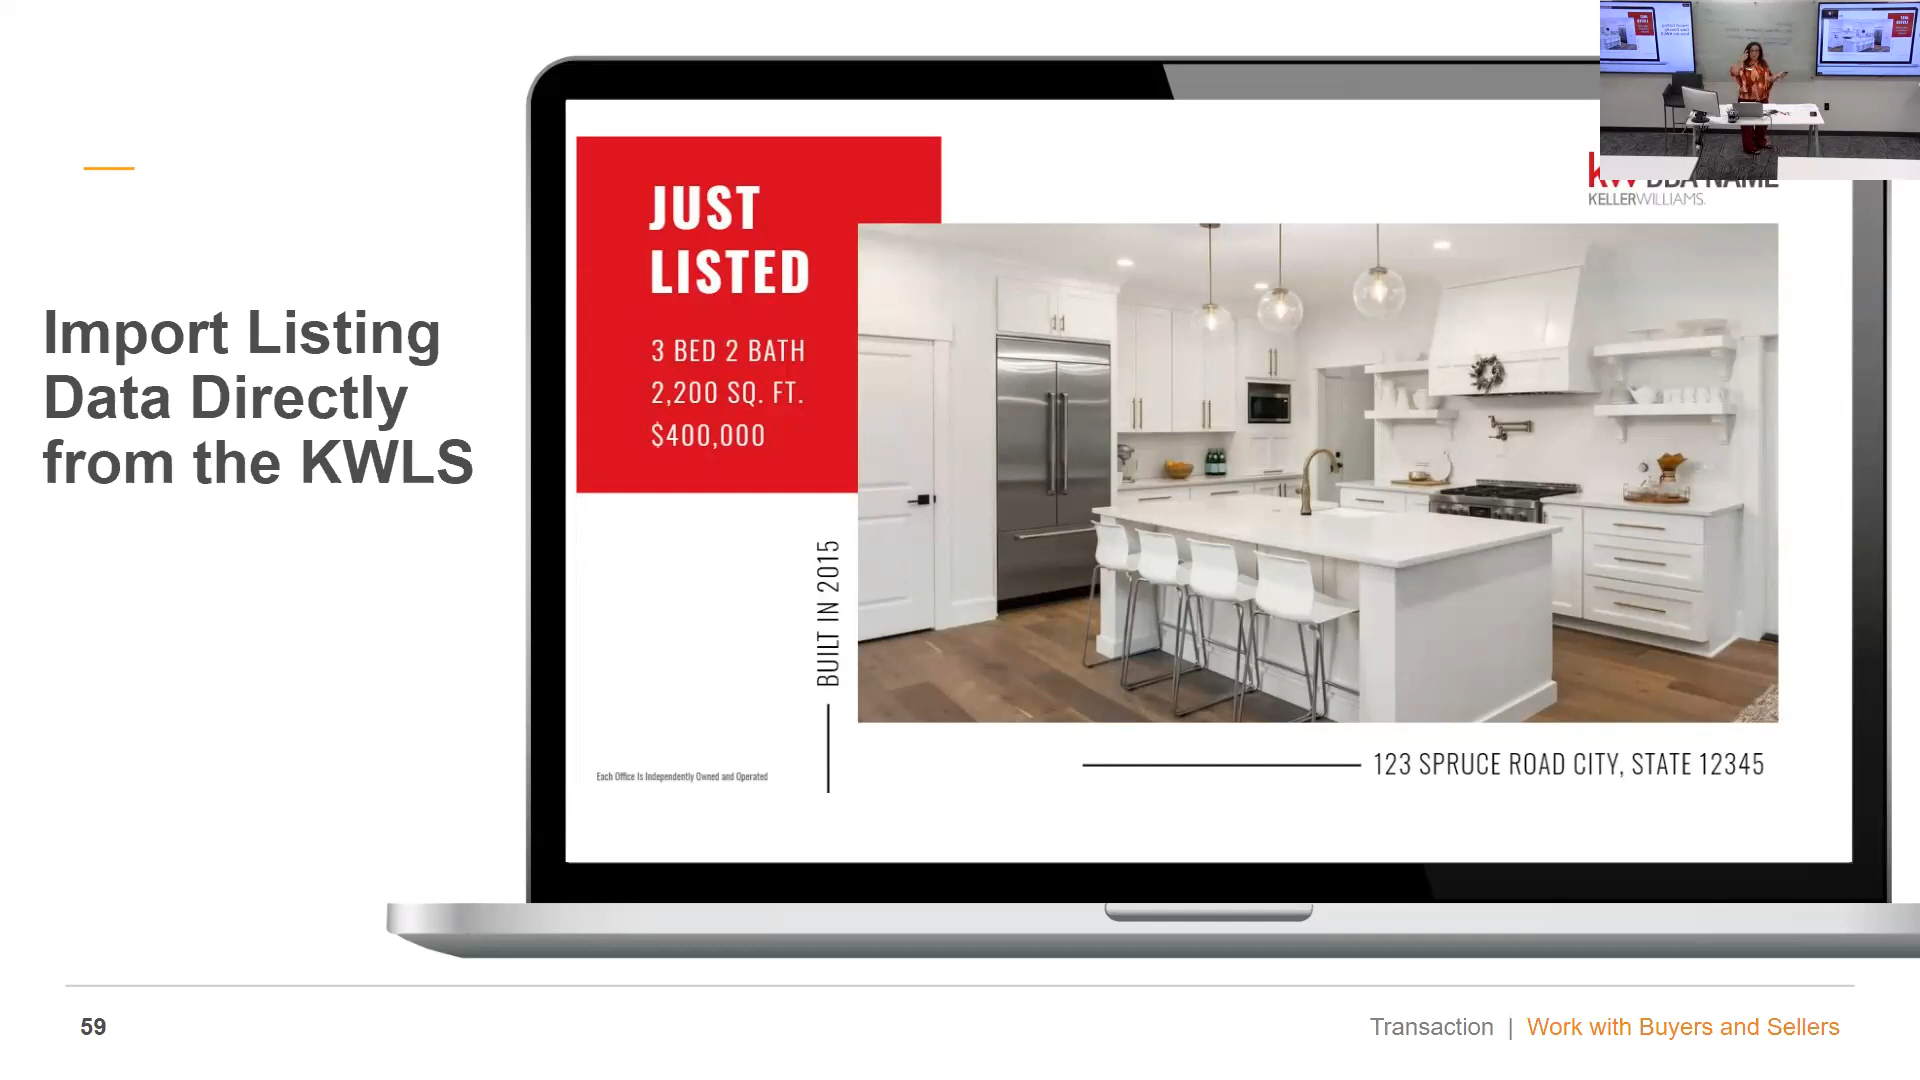 Import Listing
Data Directly
from the KWLS
JUST
LISTED
3 BED 2 BATH
2,200 SQ. FT.
$400,000
BUILT IN 2015
KELLERWILLIAMS.
123 SPRUCE ROAD CITY, STATE 12345
Each Office Is Independently Owned and Operated
59
Transaction | Work with Buyers and Sellers